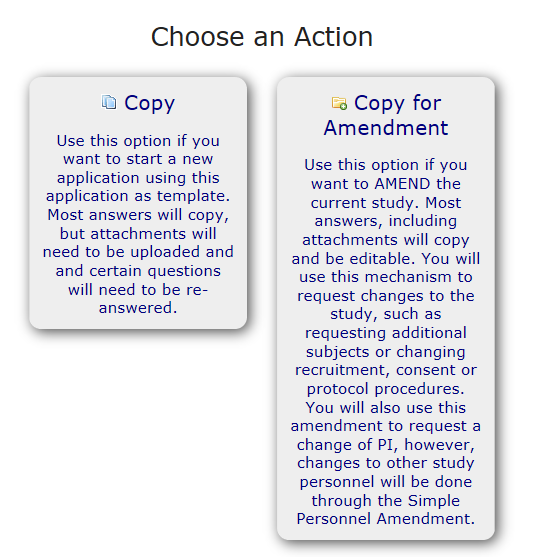 Choose an Action
Copy
Use this option if you
want to start a new
application using this
application as template.
Most answers will copy,
but attachments will
need to be uploaded and
and certain questions
will need to be re-
answered.
Copy for
Amendment
Use this option if you
want to AMEND the
current study. Most
answers, including
attachments will copy
and be editable. You will
use this mechanism to
request changes to the
study, such as
requesting additional
subjects or changing
recruitment, consent or
protocol procedures.
You will also use this
amendment to request a
change of PI, however,
changes to other study
personnel will be done
through the Simple
Personnel Amendment.